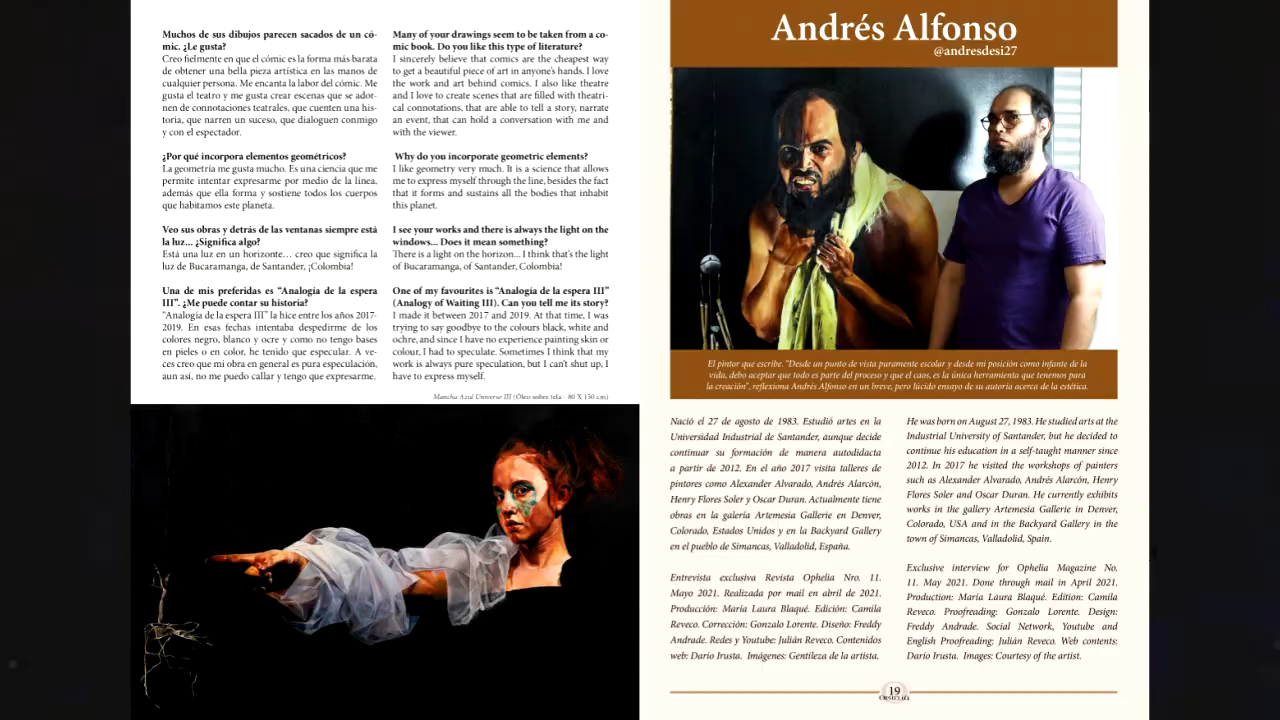 Muchos de sus dibujos parecen sacados de un có-
mic. ¿Le gusta?
Creo fielmente en que el cómic es la forma más barata
de obtener una bella pieza artística en las manos de
cualquier persona. Me encanta la labor del cómic. Me
gusta el teatro y me gusta crear escenas que se ador-
nen de connotaciones teatrales, que cuenten una his-
toria, que narren un suceso, que dialoguen conmigo
y con el espectador.
¿Por qué incorpora elementos geométricos?
La geometría me gusta mucho. Es una ciencia que me
permite intentar expresarme por medio de la línea,
además que ella forma y sostiene todos los cuerpos
que habitamos este planeta.
Veo sus obras y detrás de las ventanas siempre está
la luz... ¿Significa algo?
Está una luz en un horizonte… creo que significa la
luz de Bucaramanga, de Santander, ¡Colombia!
Una de mis preferidas es “Analogía de la espera
III”. ¿Me puede contar su historia?
“Analogía de la espera III” la hice entre los años 2017-
2019. En esas fechas intentaba despedirme de los
colores negro, blanco y ocre y como no tengo bases
en pieles o en color, he tenido que especular. A ve-
ces creo que mi obra en general es pura especulación,
aun así, no me puedo callar y tengo que expresarme.
Many of your drawings seem to be taken from a co-
mic book. Do you like this type of literature?
I sincerely believe that comics are the cheapest way
to get a beautiful piece of art in anyone's hands. I love
the work and art behind comics. I also like theatre
and I love to create scenes that are filled with theatri-
cal connotations, that are able to tell a story, narrate
an event, that can hold a conversation with me and
with the viewer.
Why do you incorporate geometric elements?
I like geometry very much. It is a science that allows
me to express myself through the line, besides the fact
that it forms and sustains all the bodies that inhabit
this planet.
I see your works and there is always the light on the
windows... Does it mean something?
There is a light on the horizon... I think that's the light
of Bucaramanga, of Santander, Colombia!
One of my favourites is “Analogía de la espera III”
(Analogy of Waiting III). Can you tell me its story?
I made it between 2017 and 2019. At that time, I was
trying to say goodbye to the colours black, white and
ochre, and since I have no experience painting skin or
colour, I had to speculate. Sometimes I think that my
work is always pure speculation, but I can't shut up, I
have to express myself.
Mancha Azul Universo III (Óleo sobre tela - 80 X 150 cm)
Andrés Alfonso
@andresdesi27
El pintor que escribe. “Desde un punto de vista puramente escolar y desde mi posición como infante de la
vida, debo aceptar que todo es parte del proceso y que el caos, es la única herramienta que tenemos para
la creación”, reflexiona Andrés Alfonso en un breve, pero lúcido ensayo de su autoría acerca de la estética.
Nació el 27 de agosto de 1983. Estudió artes en la
Universidad Industrial de Santander, aunque decide
continuar su formación de manera autodidacta
a partir de 2012. En el año 2017 visita talleres de
pintores como Alexander Alvarado, Andrés Alarcón,
Henry Flores Soler y Oscar Duran. Actualmente tiene
obras en la galería Artemesia Gallerie en Denver,
Colorado, Estados Unidos y en la Backyard Gallery
en el pueblo de Simancas, Valladolid, España.
Entrevista exclusiva Revista Ophelia Nro. 11.
Mayo 2021. Realizada por mail en abril de 2021.
Producción: María Laura Blaqué. Edición: Camila
Reveco. Corrección: Gonzalo Lorente. Diseño: Freddy
Andrade. Redes y Youtube: Julián Reveco. Contenidos
web: Darío Irusta. Imágenes: Gentileza de la artista.
He was born on August 27, 1983. He studied arts at the
Industrial University of Santander, but he decided to
continue his education in a self-taught manner since
2012. In 2017 he visited the workshops of painters
such as Alexander Alvarado, Andrés Alarcón, Henry
Flores Soler and Oscar Duran. He currently exhibits
works in the gallery Artemesia Gallerie in Denver,
Colorado, USA and in the Backyard Gallery in the
town of Simancas, Valladolid, Spain.
Exclusive interview for Ophelia Magazine No.
11. May 2021. Done through mail in April 2021.
Production: María Laura Blaqué. Edition: Camila
Reveco. Proofreading: Gonzalo Lorente. Design:
Freddy Andrade. Social Network, Youtube and
English Proofreading: Julián Reveco. Web contents:
Darío Irusta. Images: Courtesy of the artist.
19